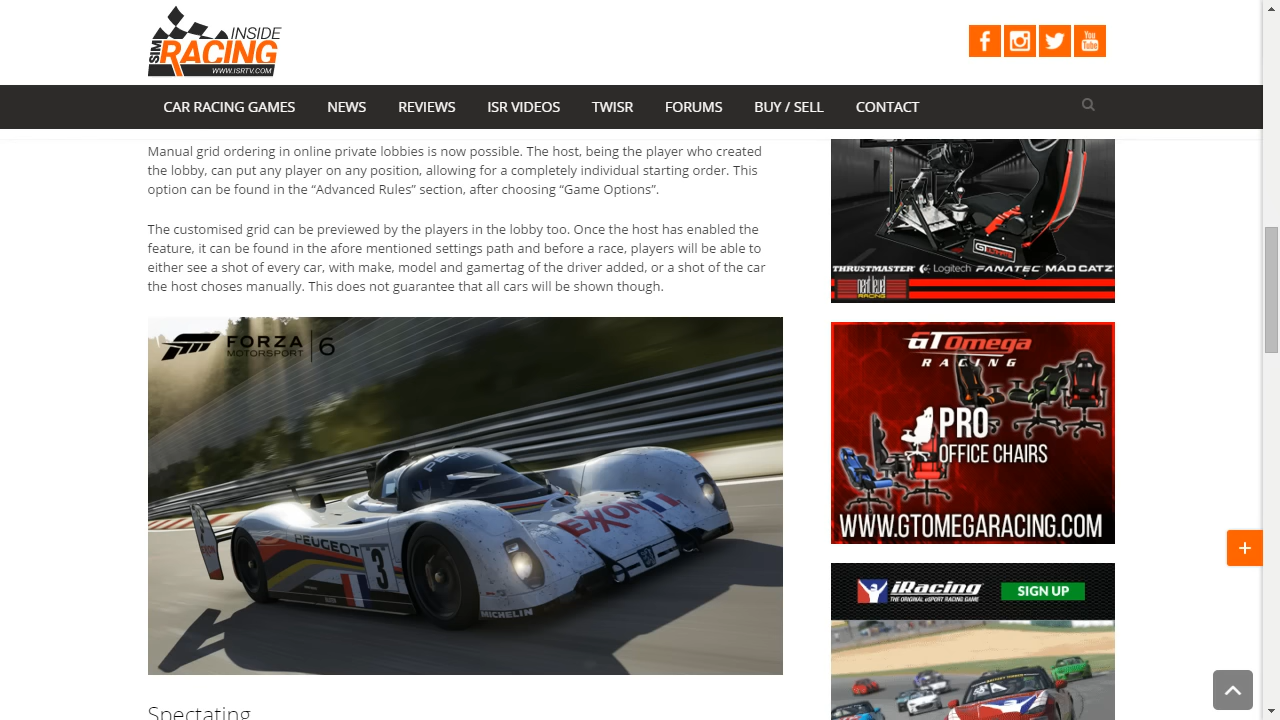 INSIDE
SIM RACING
WWW.ISRTV.COM
You
Tube
CAR RACING GAMES NEWS REVIEWS ISR VIDEOS TWISR FORUMS BUY / SELL CONTACT
Manual grid ordering in online private lobbies is now possible. The host, being the player who created
the lobby, can put any player on any position, allowing for a completely individual starting order. This
option can be found in the “Advanced Rules” section, after choosing “Game Options”.
The customised grid can be previewed by the players in the lobby too. Once the host has enabled the
feature, it can be found in the afore mentioned settings path and before a race, players will be able to
either see a shot of every car, with make, model and gamertag of the driver added, or a shot of the car
the host choses manually. This does not guarantee that all cars will be shown though.
FORZA
MOTORSPORT 6
PEUGEOT
3
EXXON
MICHELIN
Spectating
GT OMEGA
THRUSTMASTER Logitech FANATEC MAD CATZ
next level
RACING
GT Omega
RACING
PRO
OFFICE CHAIRS
WWW.GTOMEGARACING.COM
iRacing
THE ORIGINAL eSPORT RACING GAME
SIGN UP